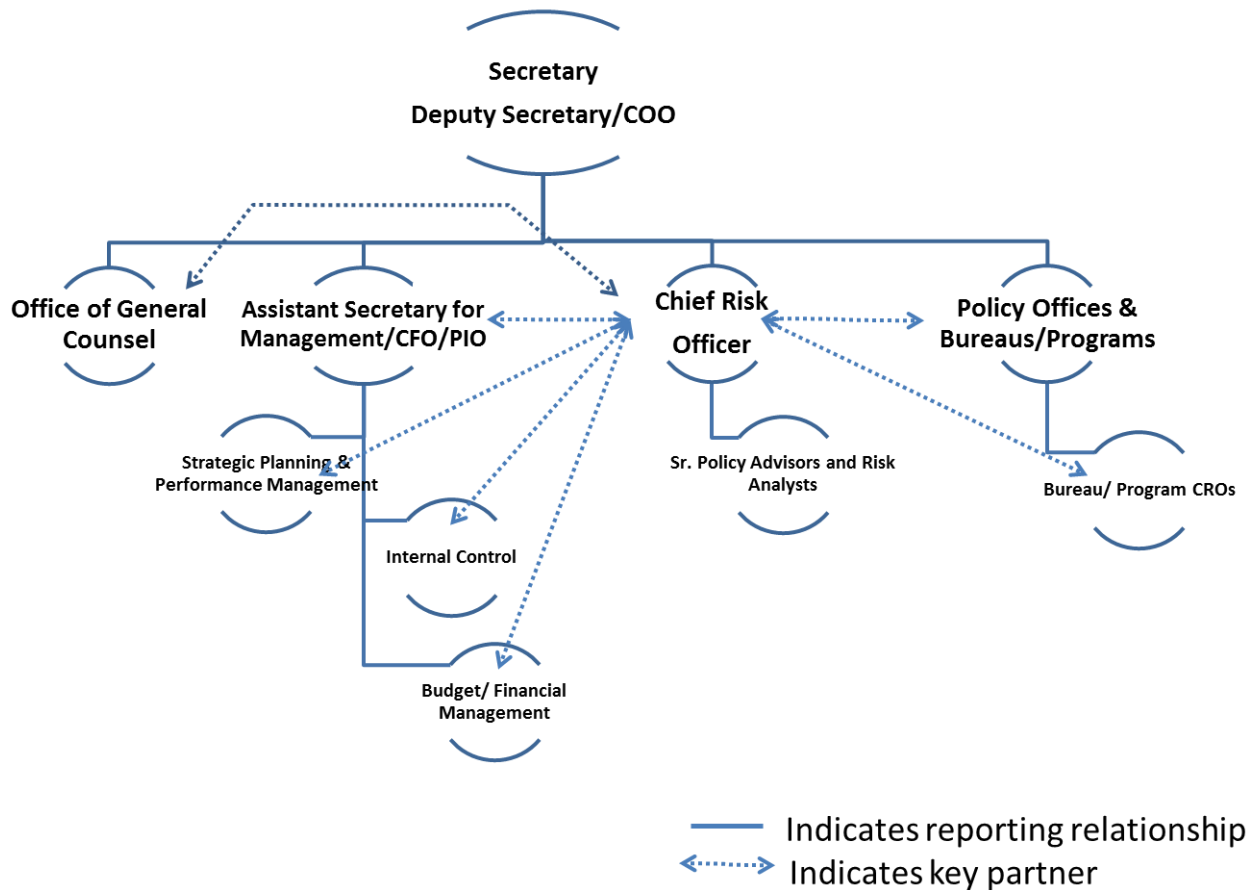 Secretary
Deputy Secretary/COO
Office of General
Counsel
Assistant Secretary for
Management/CFO/PIO
Chief Risk
Officer
Policy Offices &
Bureaus/Programs
Strategic Planning &
Performance Management
Internal Control
Budget/ Financial
Management
Sr. Policy Advisors and Risk
Analysts
Bureau/ Program CROs
Indicates reporting relationship
Indicates key partner